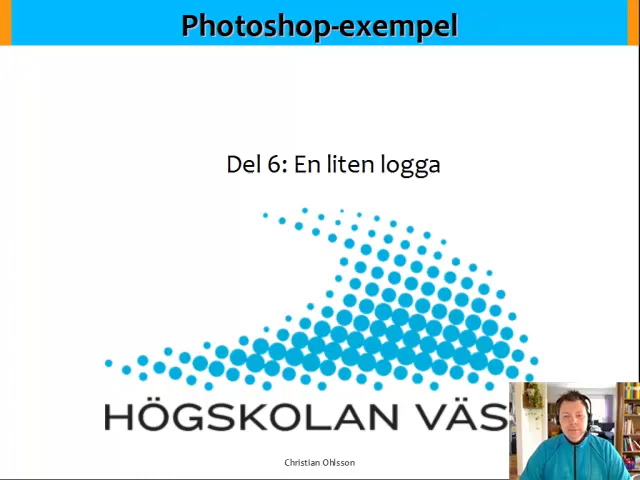 Photoshop-exempel
Del 6: En liten logga
HÖGSKOLAN VÄS
Christian Ohlsson